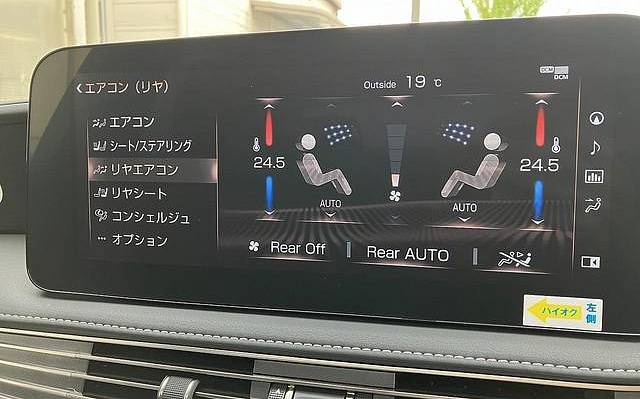 エアコン（リヤ）
Outside 19 ℃
DCM
DCM
エアコン
シート/ステアリング
リヤエアコン
リヤシート
コンシェルジュ
オプション
24.5
24.5
AUTO
AUTO
Rear Off
Rear AUTO
ハイオク
左側